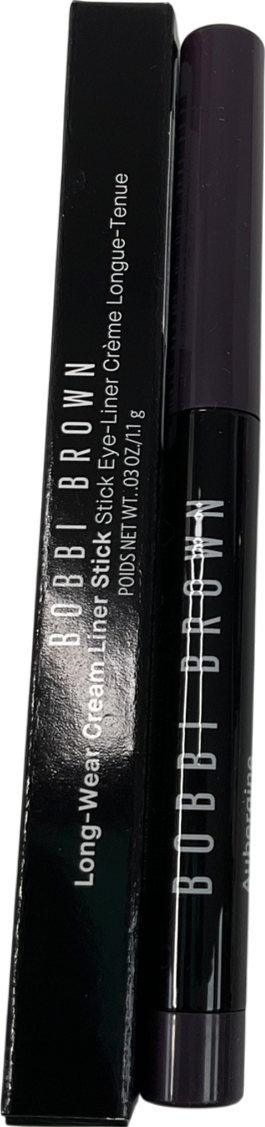 BOBBI BROWN
Long-Wear Cream Liner Stick Stick Eye-Liner Crème Longue-Tenue
POIDS NET WT. .03 OZ./1.1 g
BOBBI BROWN
Aubergine